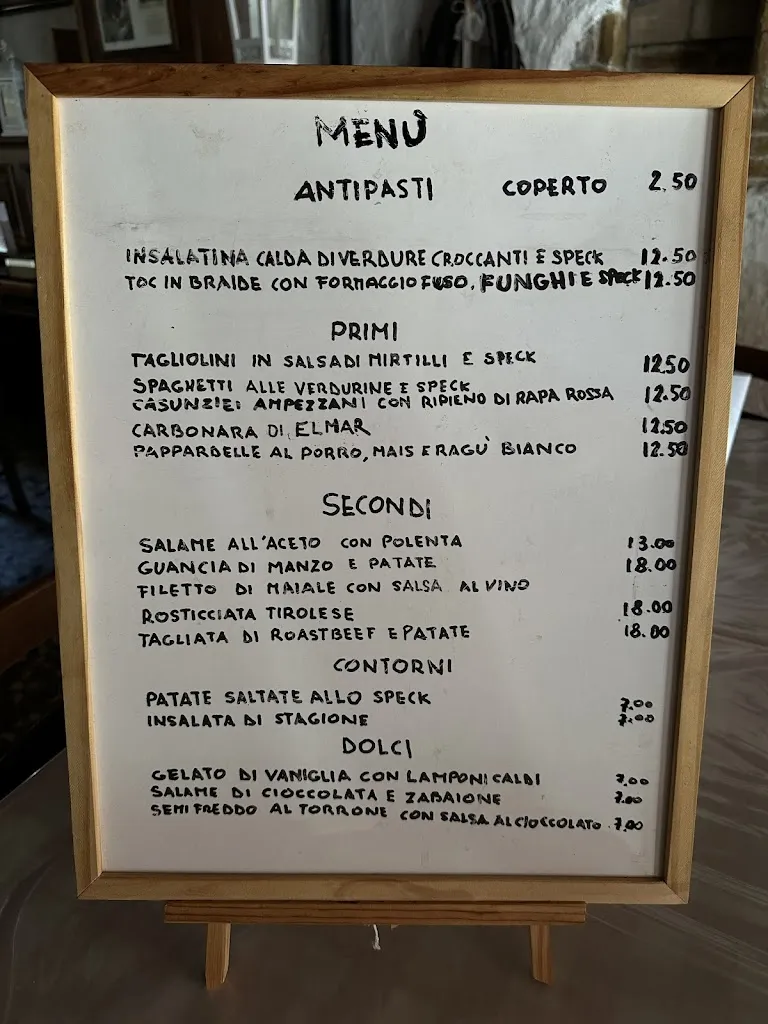 MENÙ
ANTIPASTI COPERTO 2.50
INSALATINA CALDA DI VERDURE CROCCANTI E SPECK 12.50
TOC IN BRAIDE CON FORMAGGIO FUSO, FUNGHI E SPECK 12.50
PRIMI
TAGLIOLINI IN SALSA DI MIRTILLI E SPECK 12.50
SPAGHETTI ALLE VERDURINE E SPECK
CASUNZIEI AMPEZZANI CON RIPIENO DI RAPA ROSSA 12.50
CARBONARA DI ELMAR 12.50
PAPPARDELLE AL PORRO, MAIS E RAGÙ BIANCO 12.50
SECONDI
SALAME ALL'ACETO CON POLENTA 13.00
GUANCIA DI MANZO E PATATE 18.00
FILETTO DI MAIALE CON SALSA AL VINO
ROSTICCIATA TIROLESE 18.00
TAGLIATA DI ROASTBEEF E PATATE 18.00
CONTORNI
PATATE SALTATE ALLO SPECK 7.00
INSALATA DI STAGIONE 7.00
DOLCI
GELATO DI VANIGLIA CON LAMPONI CALDI 7.00
SALAME DI CIOCCOLATA E ZABAIONE 7.00
SEMIFREDDO AL TORRONE CON SALSA AL CIOCCOLATO 7.00